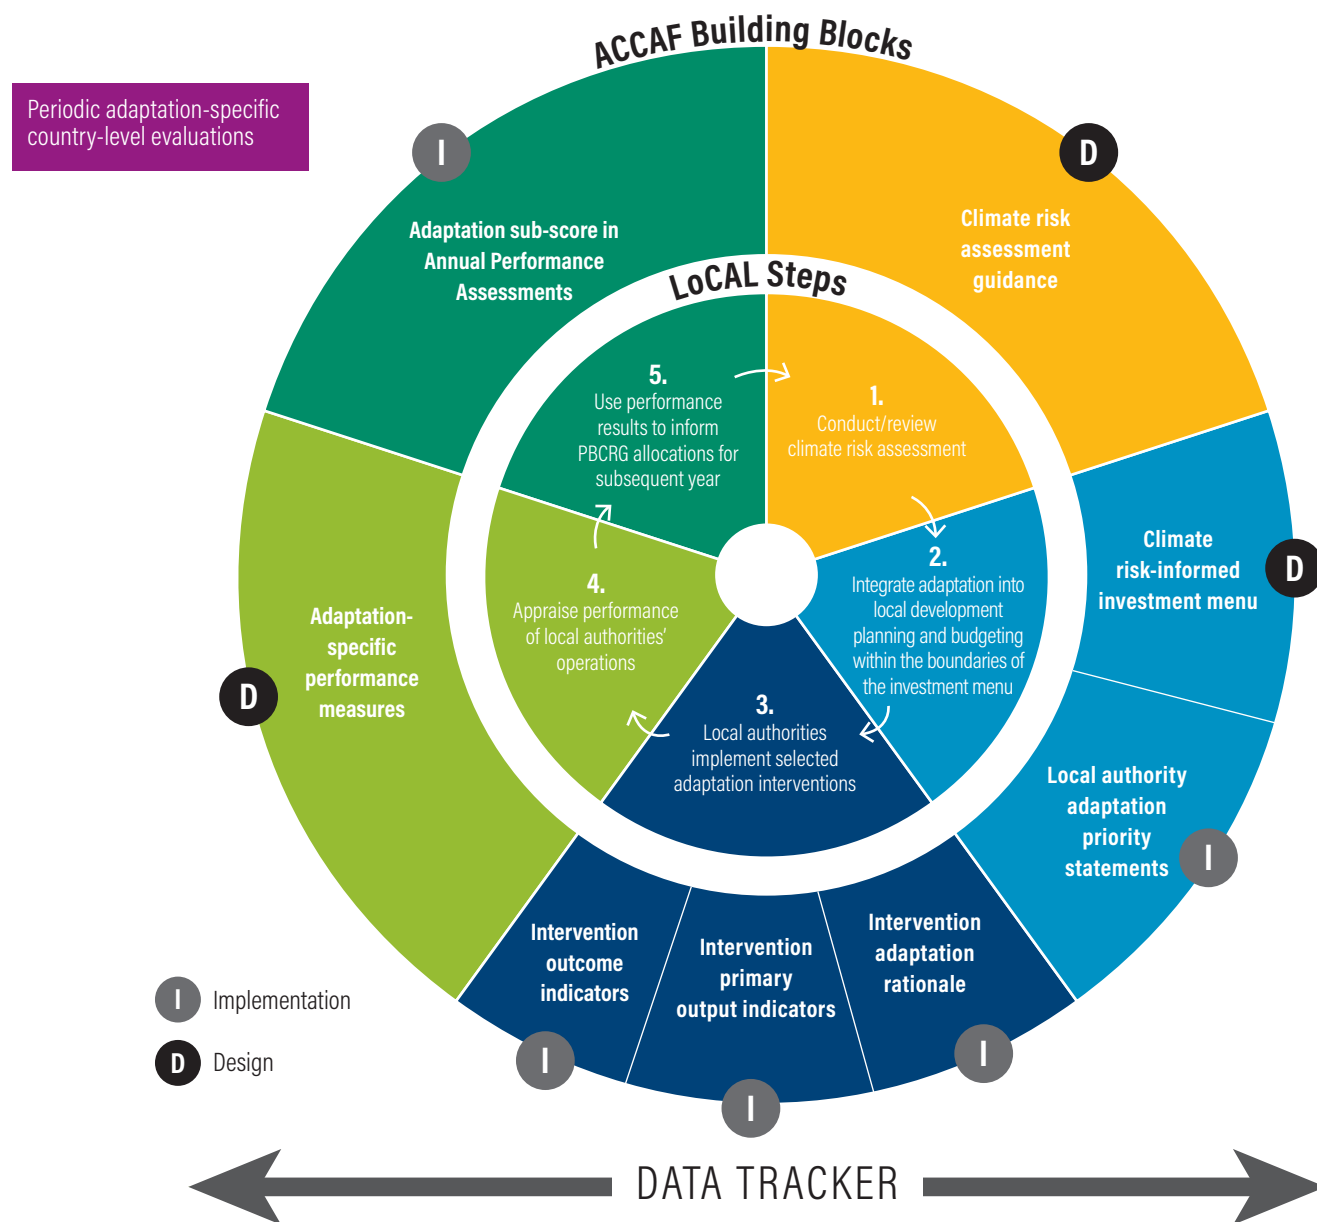 ACCAF Building Blocks
Periodic adaptation-specific
country-level evaluations
I
D
Adaptation sub-score in
Annual Performance
Assessments
Climate risk
assessment
guidance
LoCAL Steps
5.
Use performance
results to inform
PBCRG allocations for
subsequent year
1.
Conduct/review
climate risk assessment
Climate
risk-informed
investment menu
D
2.
Integrate adaptation into
local development
planning and budgeting
within the boundaries of
the investment menu
4.
Appraise performance
of local authorities'
operations
Adaptation-
specific
performance
measures
D
3.
Local authorities
implement selected
adaptation interventions
Local authority
adaptation
priority
statements
I
Intervention
outcome
indicators
I
Intervention
primary
output indicators
I
Intervention
adaptation
rationale
I
I Implementation
D Design
DATA TRACKER